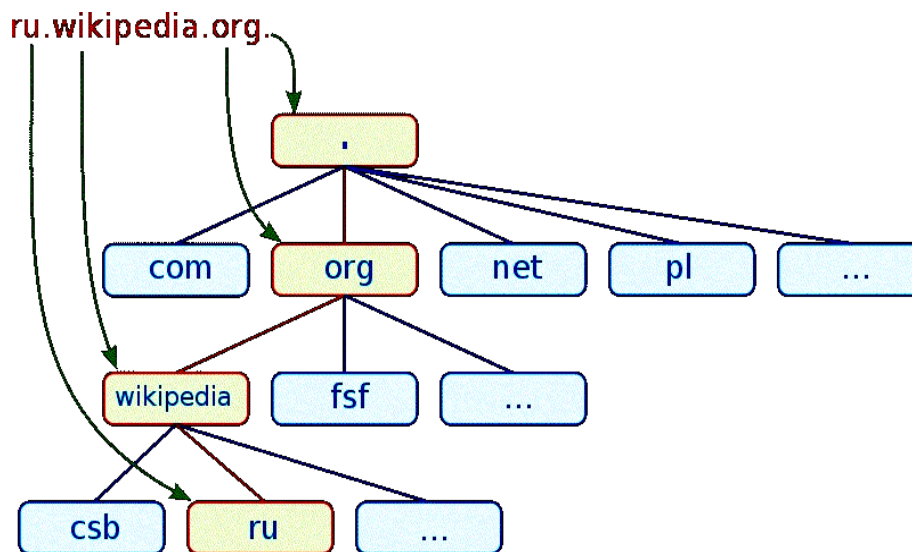 ru.wikipedia.org.
.
com org net pl ...
wikipedia fsf ...
csb ru ...